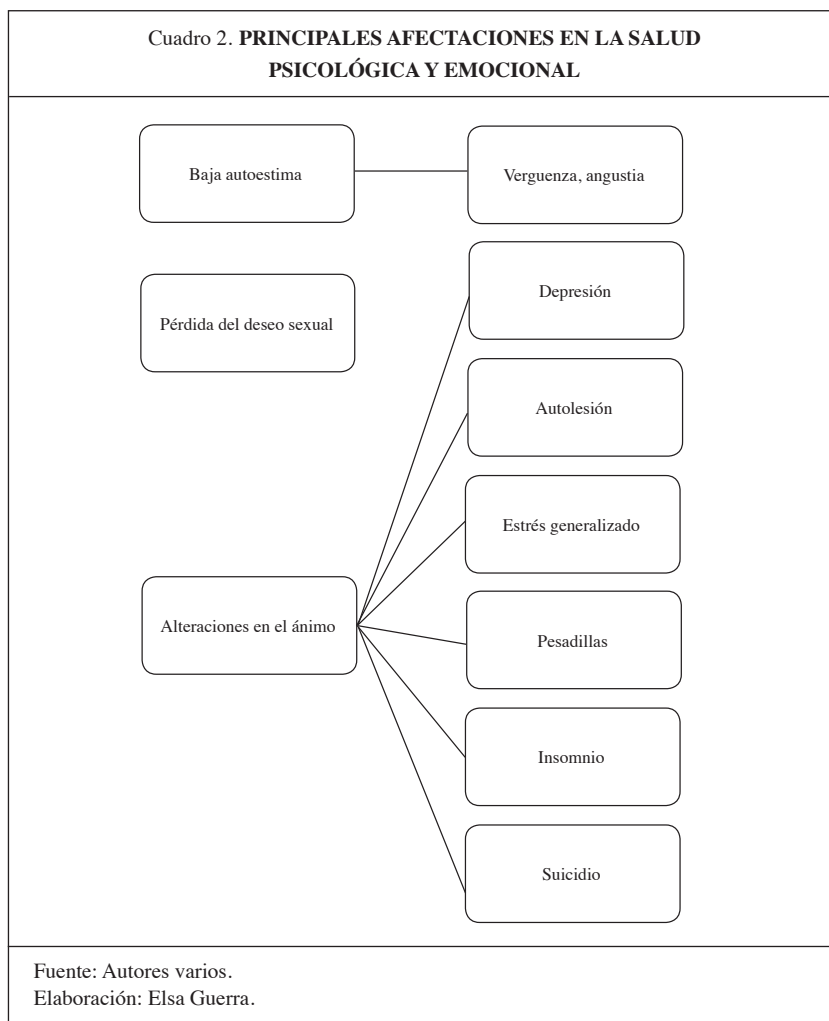 Cuadro 2. PRINCIPALES AFECTACIONES EN LA SALUD
PSICOLÓGICA Y EMOCIONAL
Baja autoestima
Verguenza, angustia
Depresión
Pérdida del deseo sexual
Autolesión
Estrés generalizado
Alteraciones en el ánimo
Pesadillas
Insomnio
Suicidio
Fuente: Autores varios.
Elaboración: Elsa Guerra.